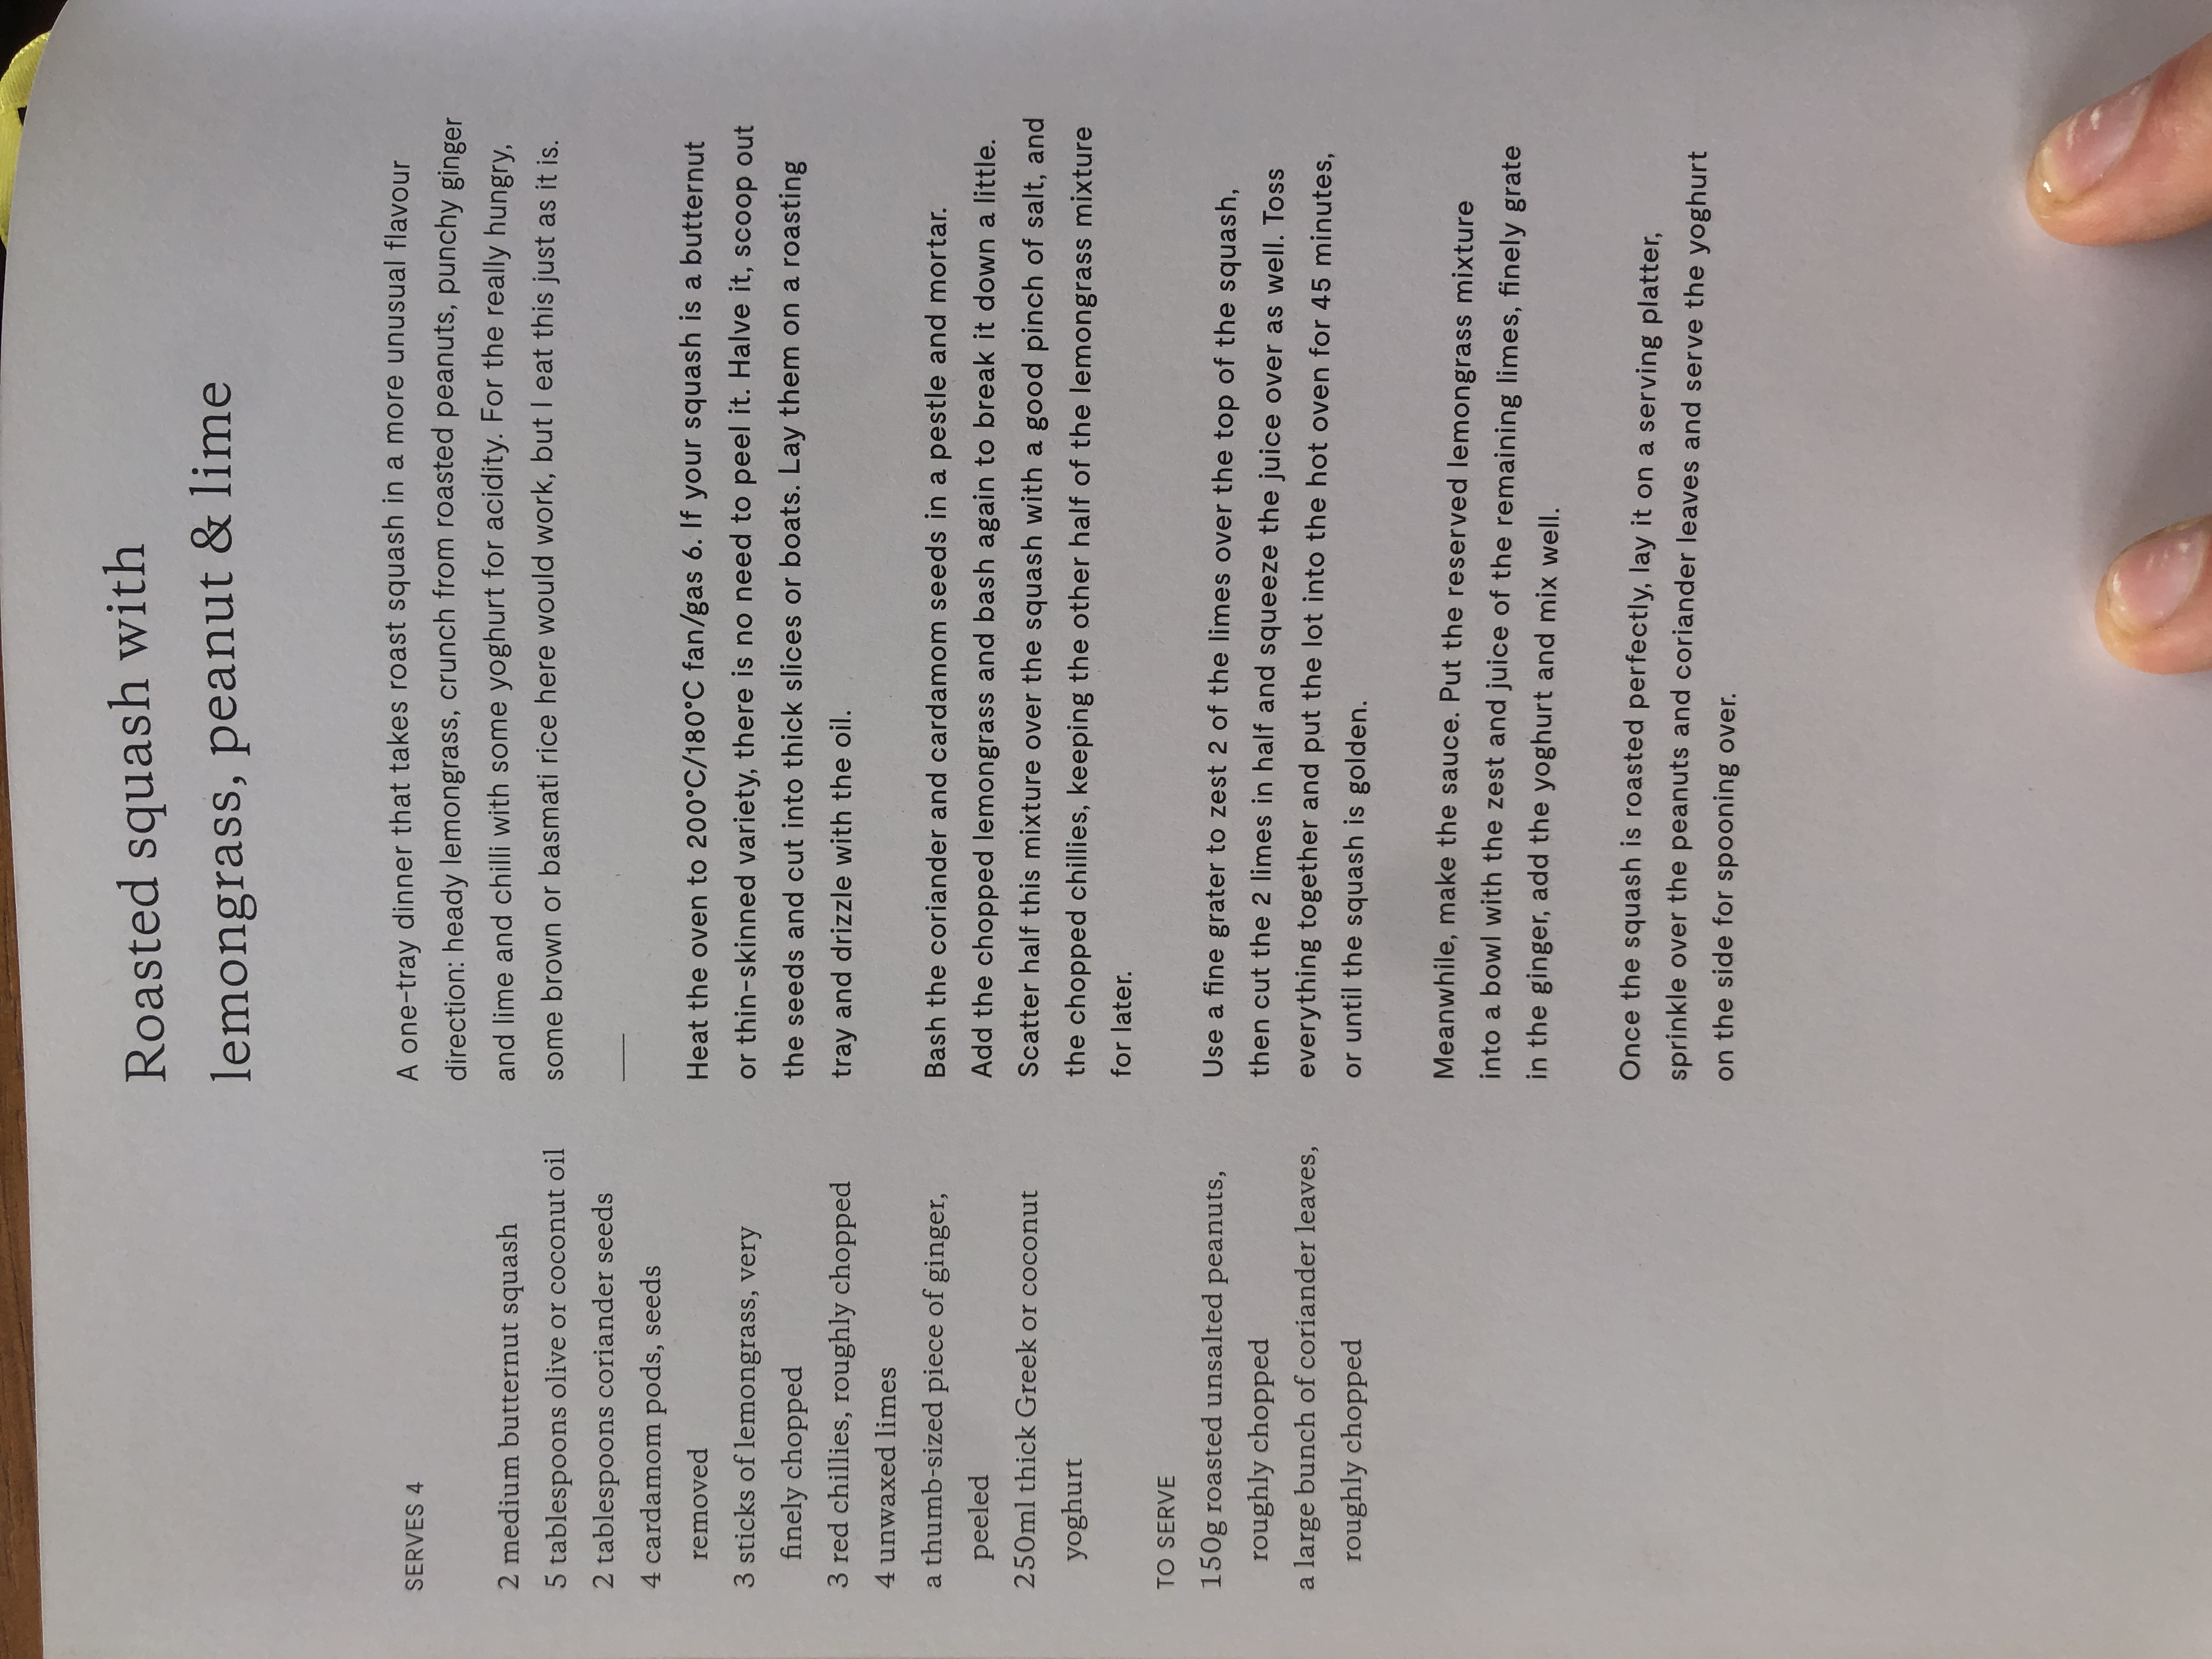 Roasted squash with
lemongrass, peanut & lime
SERVES 4
2 medium butternut squash
5 tablespoons olive or coconut oil
2 tablespoons coriander seeds
4 cardamom pods, seeds
removed
3 sticks of lemongrass, very
finely chopped
3 red chillies, roughly chopped
4 unwaxed limes
a thumb-sized piece of ginger,
peeled
250ml thick Greek or coconut
yoghurt
TO SERVE
150g roasted unsalted peanuts,
roughly chopped
a large bunch of coriander leaves,
roughly chopped
A one-tray dinner that takes roast squash in a more unusual flavour
direction: heady lemongrass, crunch from roasted peanuts, punchy ginger
and lime and chilli with some yoghurt for acidity. For the really hungry,
some brown or basmati rice here would work, but I eat this just as it is.
Heat the oven to 200°C/180°C fan/gas 6. If your squash is a butternut
or thin-skinned variety, there is no need to peel it. Halve it, scoop out
the seeds and cut into thick slices or boats. Lay them on a roasting
tray and drizzle with the oil.
Bash the coriander and cardamom seeds in a pestle and mortar.
Add the chopped lemongrass and bash again to break it down a little.
Scatter half this mixture over the squash with a good pinch of salt, and
the chopped chillies, keeping the other half of the lemongrass mixture
for later.
Use a fine grater to zest 2 of the limes over the top of the squash,
then cut the 2 limes in half and squeeze the juice over as well. Toss
everything together and put the lot into the hot oven for 45 minutes,
or until the squash is golden.
Meanwhile, make the sauce. Put the reserved lemongrass mixture
into a bowl with the zest and juice of the remaining limes, finely grate
in the ginger, add the yoghurt and mix well.
Once the squash is roasted perfectly, lay it on a serving platter,
sprinkle over the peanuts and coriander leaves and serve the yoghurt
on the side for spooning over.